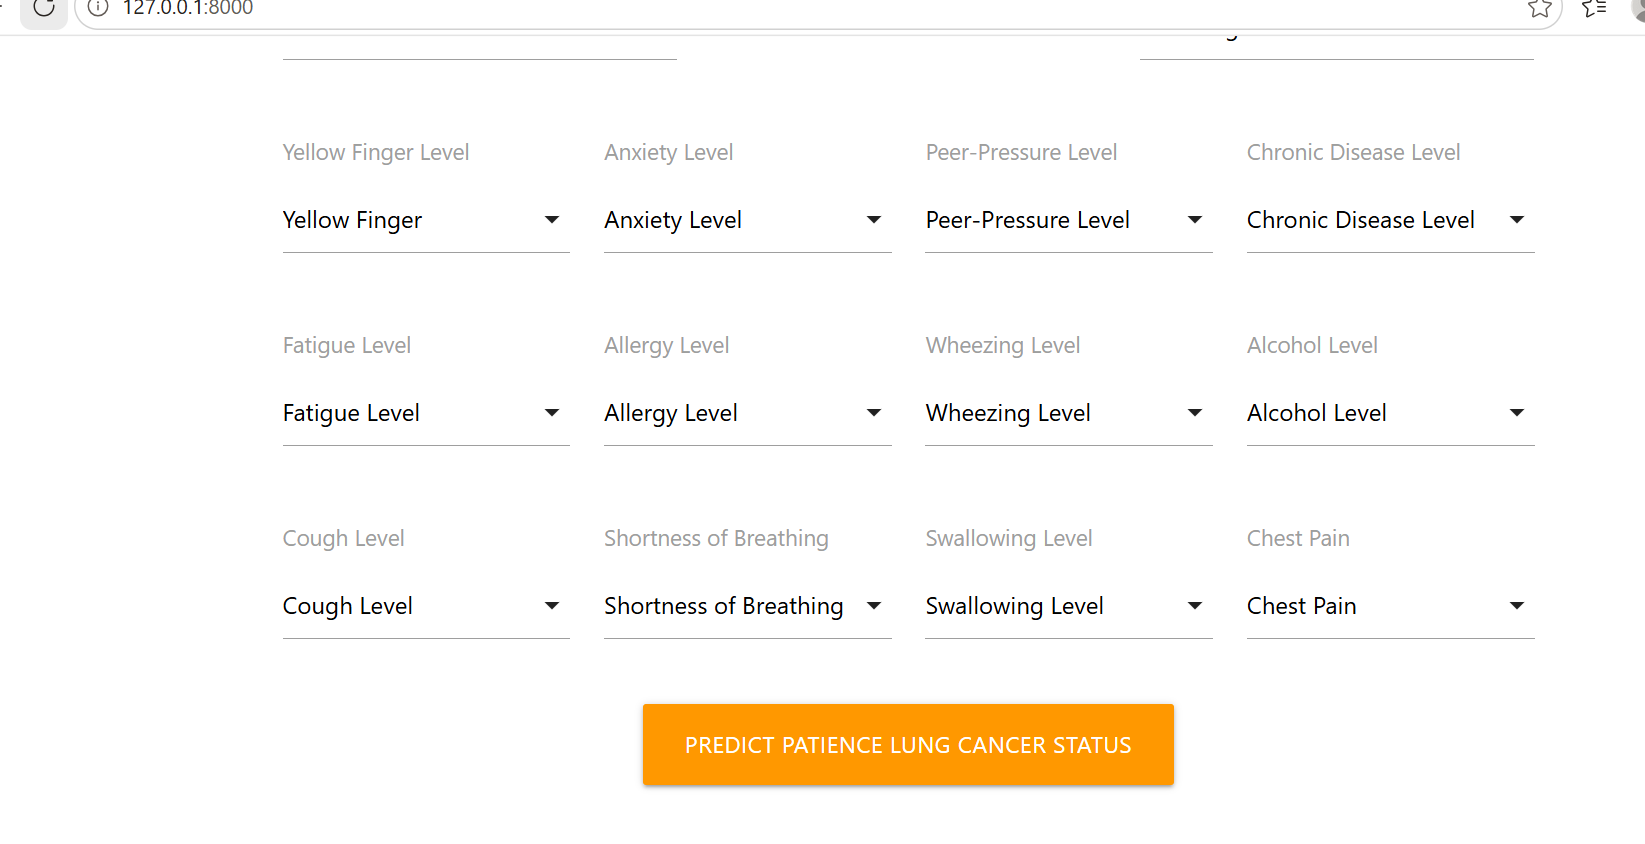 127.0.0.1:8000
Yellow Finger Level Anxiety Level Peer-Pressure Level Chronic Disease Level
Yellow Finger Anxiety Level Peer-Pressure Level Chronic Disease Level
Fatigue Level Allergy Level Wheezing Level Alcohol Level
Fatigue Level Allergy Level Wheezing Level Alcohol Level
Cough Level Shortness of Breathing Swallowing Level Chest Pain
Cough Level Shortness of Breathing Swallowing Level Chest Pain
PREDICT PATIENCE LUNG CANCER STATUS